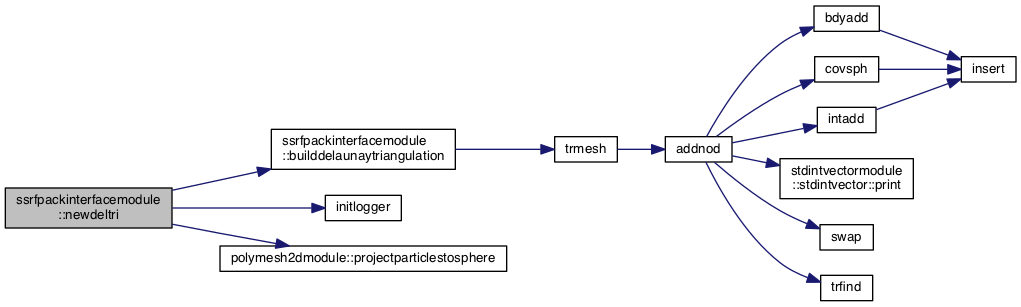 ssrfpackinterfacemodule
::newdeltri
ssrfpackinterfacemodule
::builddelaunaytriangulation
initlogger
polymesh2dmodule::projectparticlestosphere
trmesh
addnod
bdyadd
covsph
intadd
stdintvectormodule
::stdintvector::print
swap
trfind
insert